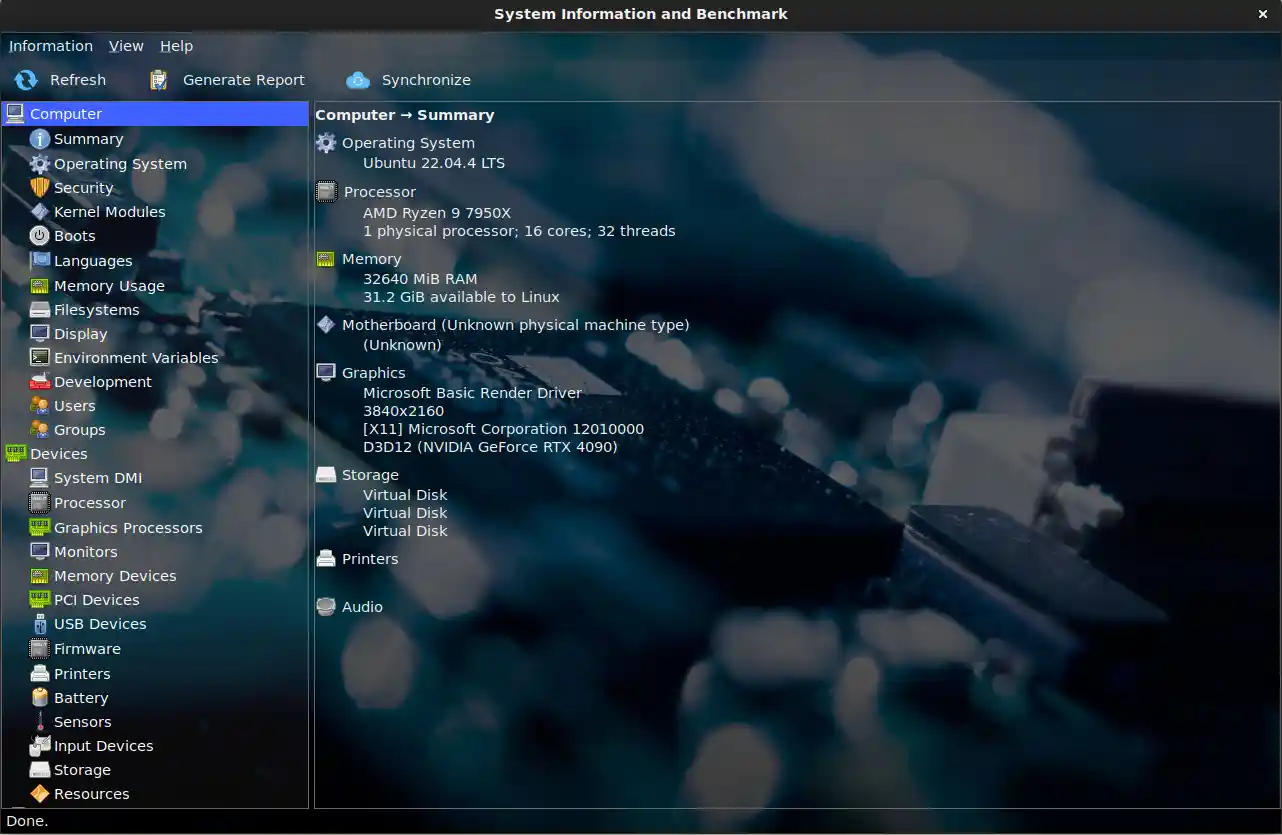 System Information and Benchmark
Information View Help
Refresh Generate Report Synchronize
Computer
Summary
Operating System
Security
Kernel Modules
Boots
Languages
Memory Usage
Filesystems
Display
Environment Variables
Development
Users
Groups
Devices
System DMI
Processor
Graphics Processors
Monitors
Memory Devices
PCI Devices
USB Devices
Firmware
Printers
Battery
Sensors
Input Devices
Storage
Resources
Computer → Summary
Operating System
Ubuntu 22.04.4 LTS
Processor
AMD Ryzen 9 7950X
1 physical processor; 16 cores; 32 threads
Memory
32640 MiB RAM
31.2 GiB available to Linux
Motherboard (Unknown physical machine type)
(Unknown)
Graphics
Microsoft Basic Render Driver
3840x2160
[X11] Microsoft Corporation 12010000
D3D12 (NVIDIA GeForce RTX 4090)
Storage
Virtual Disk
Virtual Disk
Virtual Disk
Printers
Audio
Done.